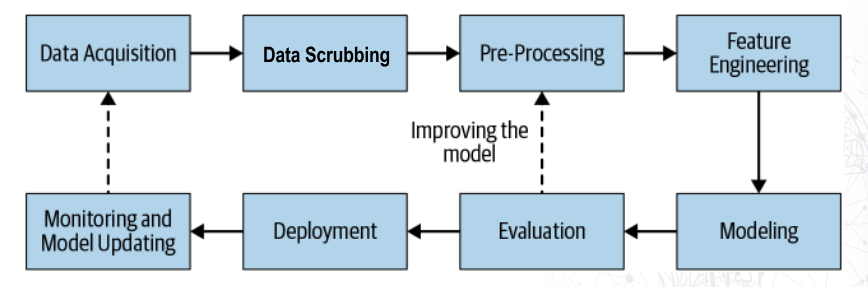 Data Acquisition
Data Scrubbing
Pre-Processing
Feature
Engineering
Improving the
model
Monitoring and
Model Updating
Deployment
Evaluation
Modeling